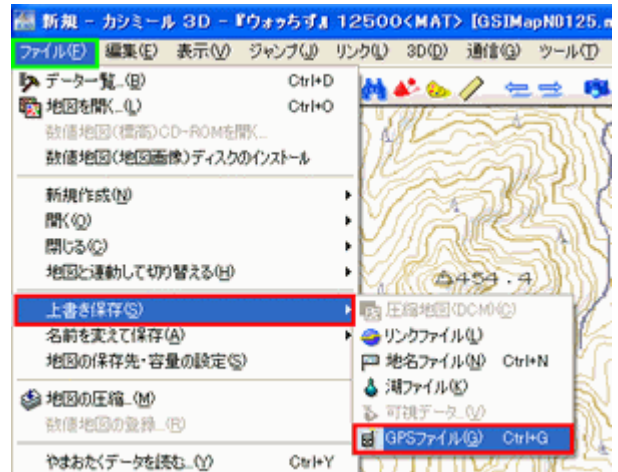 新規 - カシミール 3D - 『ウォっちず』 12500<MAT> [GSIMapN0125.m
ファイル(F) 編集(E) 表示(V) ジャンプ(J) リンク(L) 3D(D) 通信(G) ツール(T)
データ一覧...(B) Ctrl+D
地図を開く...(L) Ctrl+O
数値地図(標高)CD-ROMを開く...
数値地図(地図画像)ディスクのインストール
新規作成(N)
開く(O)
閉じる(C)
地図と連動して切り替える(H)
上書き保存(S)
名前を変えて保存(A)
地図の保存先・容量の設定(S)
地図の圧縮...(M)
数値地図の登録...(R)
やまおたくデータを読む...(Y) Ctrl+Y
圧縮地図(DCM)(C)
リンクファイル(L)
地名ファイル(N) Ctrl+N
湖ファイル(K)
可視データ...(V)
GPSファイル(G) Ctrl+G
454.4